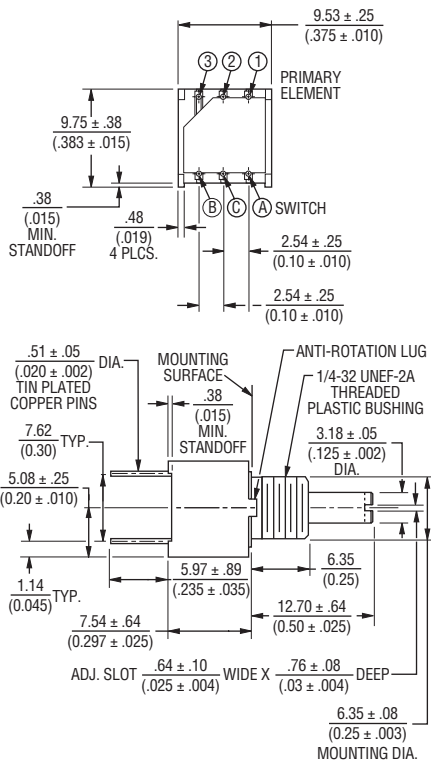 9.53 ± .25
(.375 ± .010)
3 2 1
PRIMARY
ELEMENT
9.75 ± .38
(.383 ± .015)
.38
(.015)
MIN.
STANDOFF
.48
(.019)
4 PLCS.
B C A SWITCH
2.54 ± .25
(0.10 ± .010)
2.54 ± .25
(0.10 ± .010)
.51 ± .05
(.020 ± .002)
DIA.
TIN PLATED
COPPER PINS
MOUNTING
SURFACE
ANTI-ROTATION LUG
1/4-32 UNEF-2A
THREADED
PLASTIC BUSHING
.38
(.015)
MIN.
STANDOFF
7.62
(0.30)
TYP.
3.18 ± .05
(.125 ± .002)
DIA.
5.08 ± .25
(0.20 ± .010)
1.14
(0.045)
TYP.
5.97 ± .89
(.235 ± .035)
6.35
(0.25)
7.54 ± .64
(0.297 ± .025)
12.70 ± .64
(0.50 ± .025)
ADJ. SLOT .64 ± .10 WIDE X .76 ± .08 DEEP
(.025 ± .004) (.03 ± .004)
6.35 ± .08
(0.25 ± .003)
MOUNTING DIA.